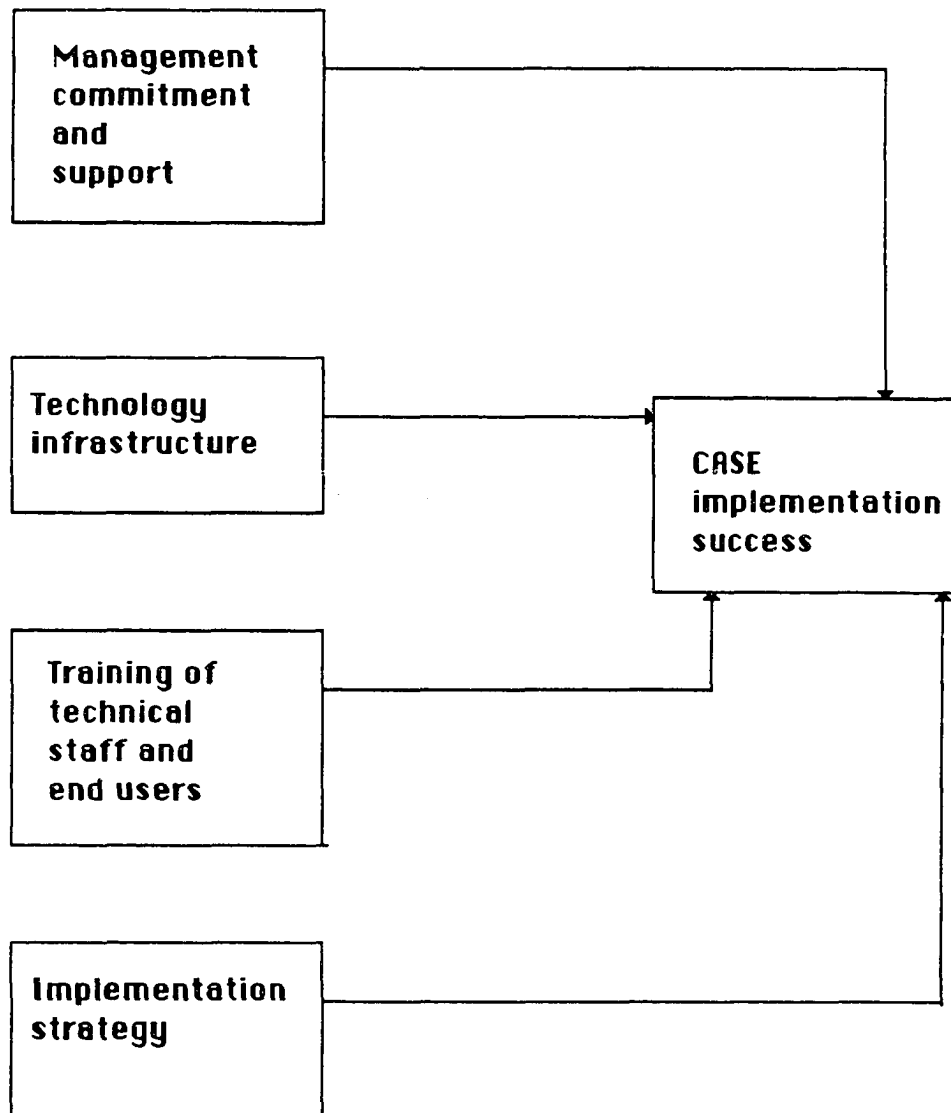 Management
commitment
and
support
Technology
infrastructure
CASE
implementation
success
Training of
technical
staff and
end users
Implementation
strategy